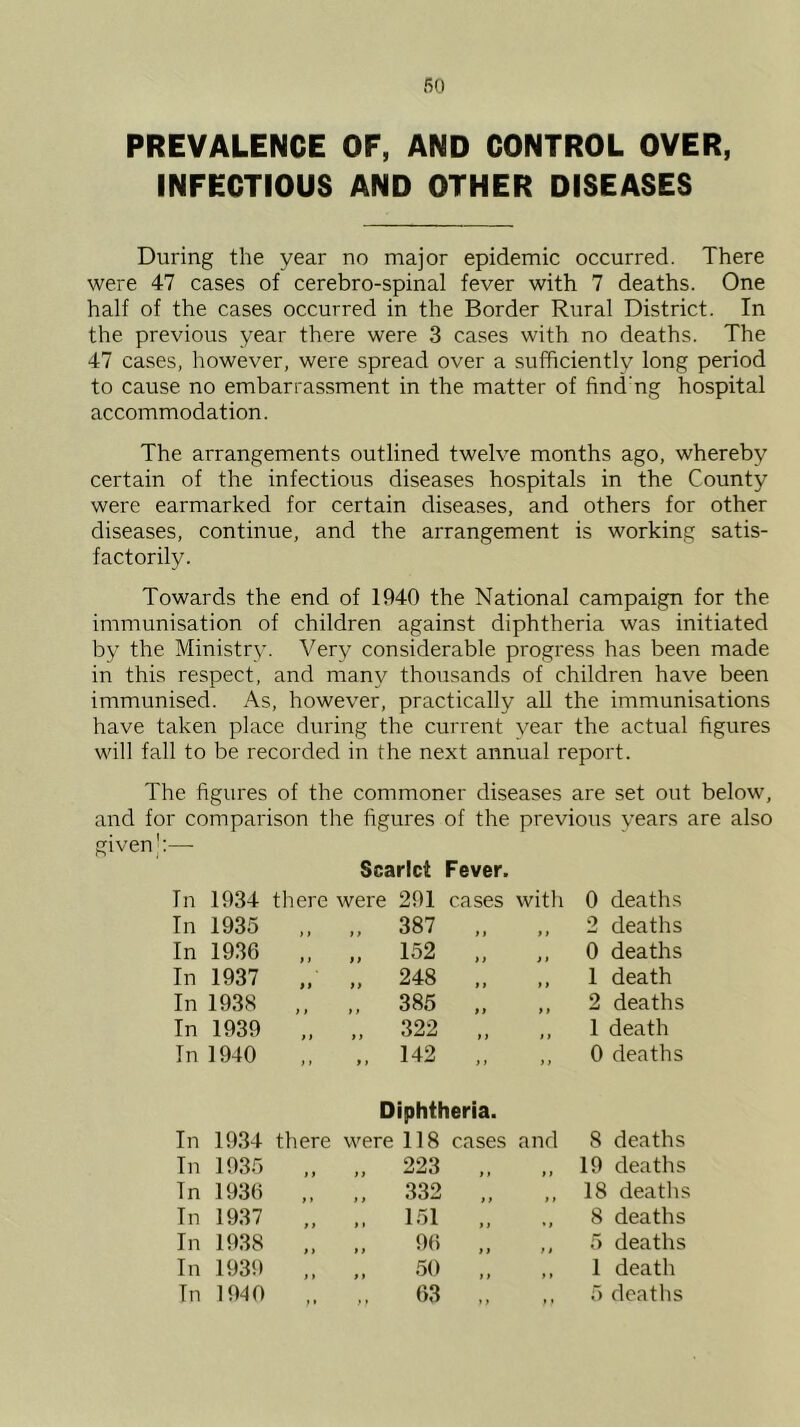 50
PREVALENCE OF, AND CONTROL OVER,
INFECTIOUS AND OTHER DISEASES
During the year no major epidemic occurred. There
were 47 cases of cerebro-spinal fever with 7 deaths. One
half of the cases occurred in the Border Rural District. In
the previous year there were 3 cases with no deaths. The
47 cases, however, were spread over a sufficiently long period
to cause no embarrassment in the matter of find'ng hospital
accommodation.
The arrangements outlined twelve months ago, whereby
certain of the infectious diseases hospitals in the County
were earmarked for certain diseases, and others for other
diseases, continue, and the arrangement is working satis-
factorily.
Towards the end of 1940 the National campaign for the
immunisation of children against diphtheria was initiated
by the Ministry. Very considerable progress has been made
in this respect, and many thousands of children have been
immunised. As, however, practically all the immunisations
have taken place during the current year the actual figures
will fall to be recorded in the next annual report.
The figures of the commoner diseases are set out below,
and for comparison the figures of the previous years are also
given:—
Scarlet Fever.
In 1934 there were 291 cases with 0 deaths
In 1935 ,, ,, 387 ,, ,, 2 deaths
In 1936 ,, ,, 152 ,, ,, 0 deaths
In 1937 ,, ,, 248 ,, ,, 1 death
In 1938 ,, ,, 385 ,, ,, 2 deaths
In 1939 ,, ,, 322 ,, ,, 1 death
In 1940 ,, ,, 142 ,, ,, 0 deaths
Diphtheria.
In 1934 there were 118 cases and 8 deaths
In 1935 ,, ,, 223 ,, ,, 19 deaths
In 1936 ,, ,, 332 ,, ,, 18 deaths
In 1937 ,, ,, 151 ,, ,, 8 deaths
In 1938 ,, ,, 96 ,, ,, 5 deaths
In 1939 ,, ,, 50 ,, ,, 1 death
In 1940 ,, ,, 63 ,, ,, 5 deaths